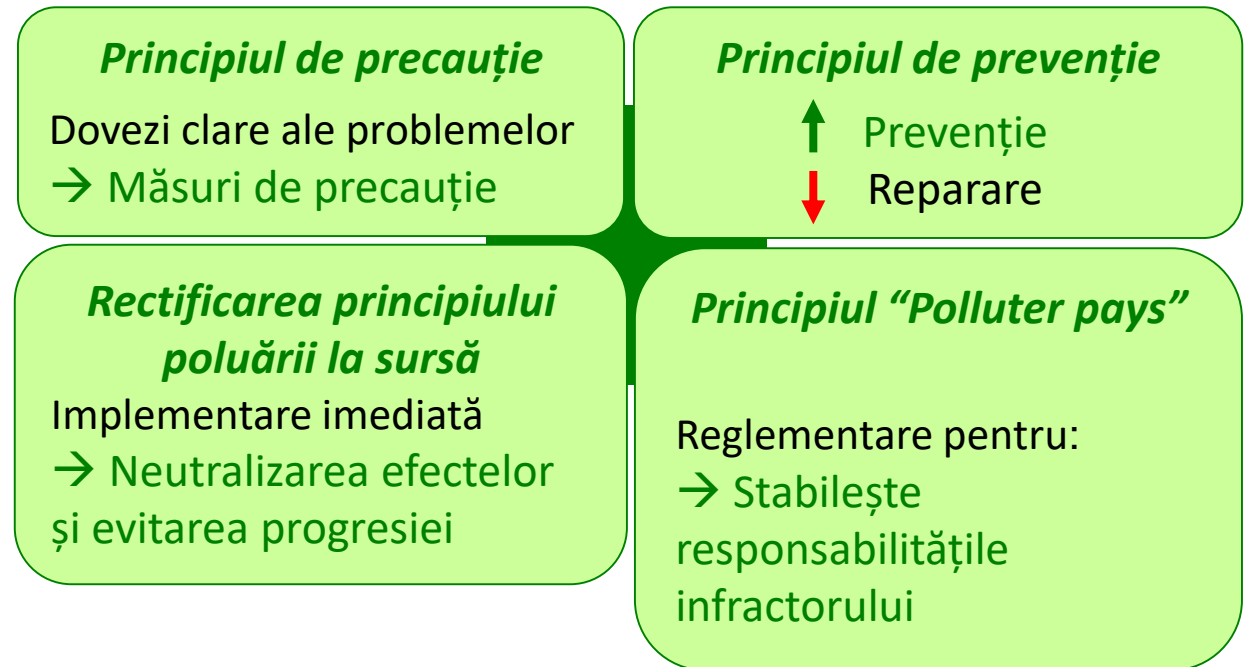 Principiul de precauție
Dovezi clare ale problemelor
→ Măsuri de precauție
Principiul de prevenție
Prevenție
Reparare
Rectificarea principiului
poluării la sursă
Implementare imediată
→ Neutralizarea efectelor
și evitarea progresiei
Principiul “Polluter pays”
Reglementare pentru:
→ Stabilește
responsabilitățile
infractorului